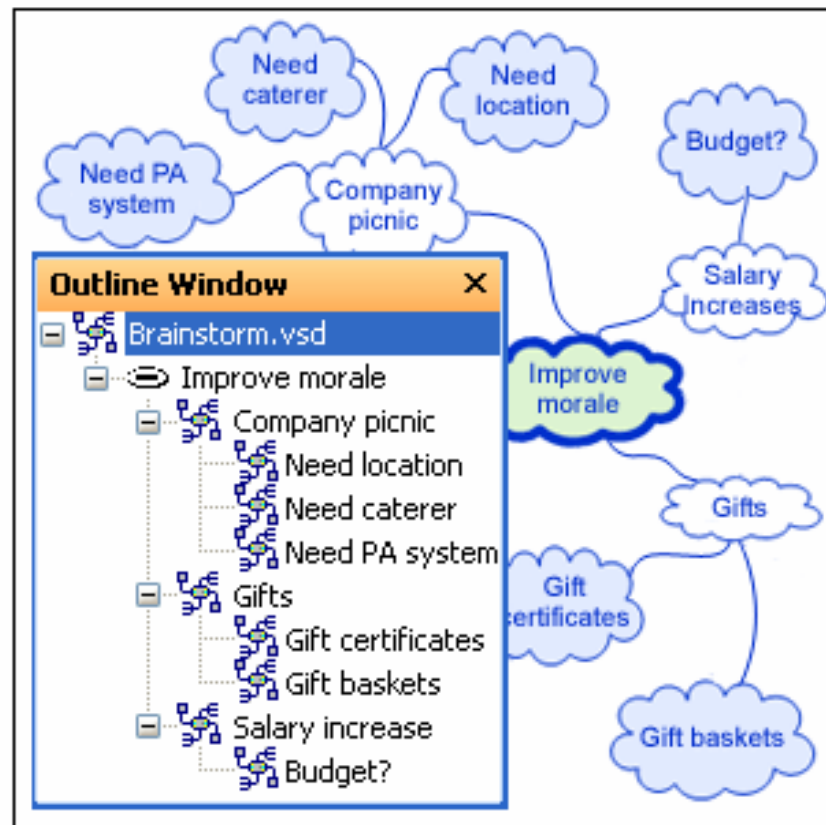 Need
caterer
Need
location
Budget?
Need PA
system
Company
picnic
Salary
Increases
Outline Window
Brainstorm.vsd
Improve morale
Company picnic
Need location
Need caterer
Need PA system
Gifts
Gift certificates
Gift baskets
Salary increase
Budget?
Improve
morale
Gifts
Gift
certificates
Gift baskets